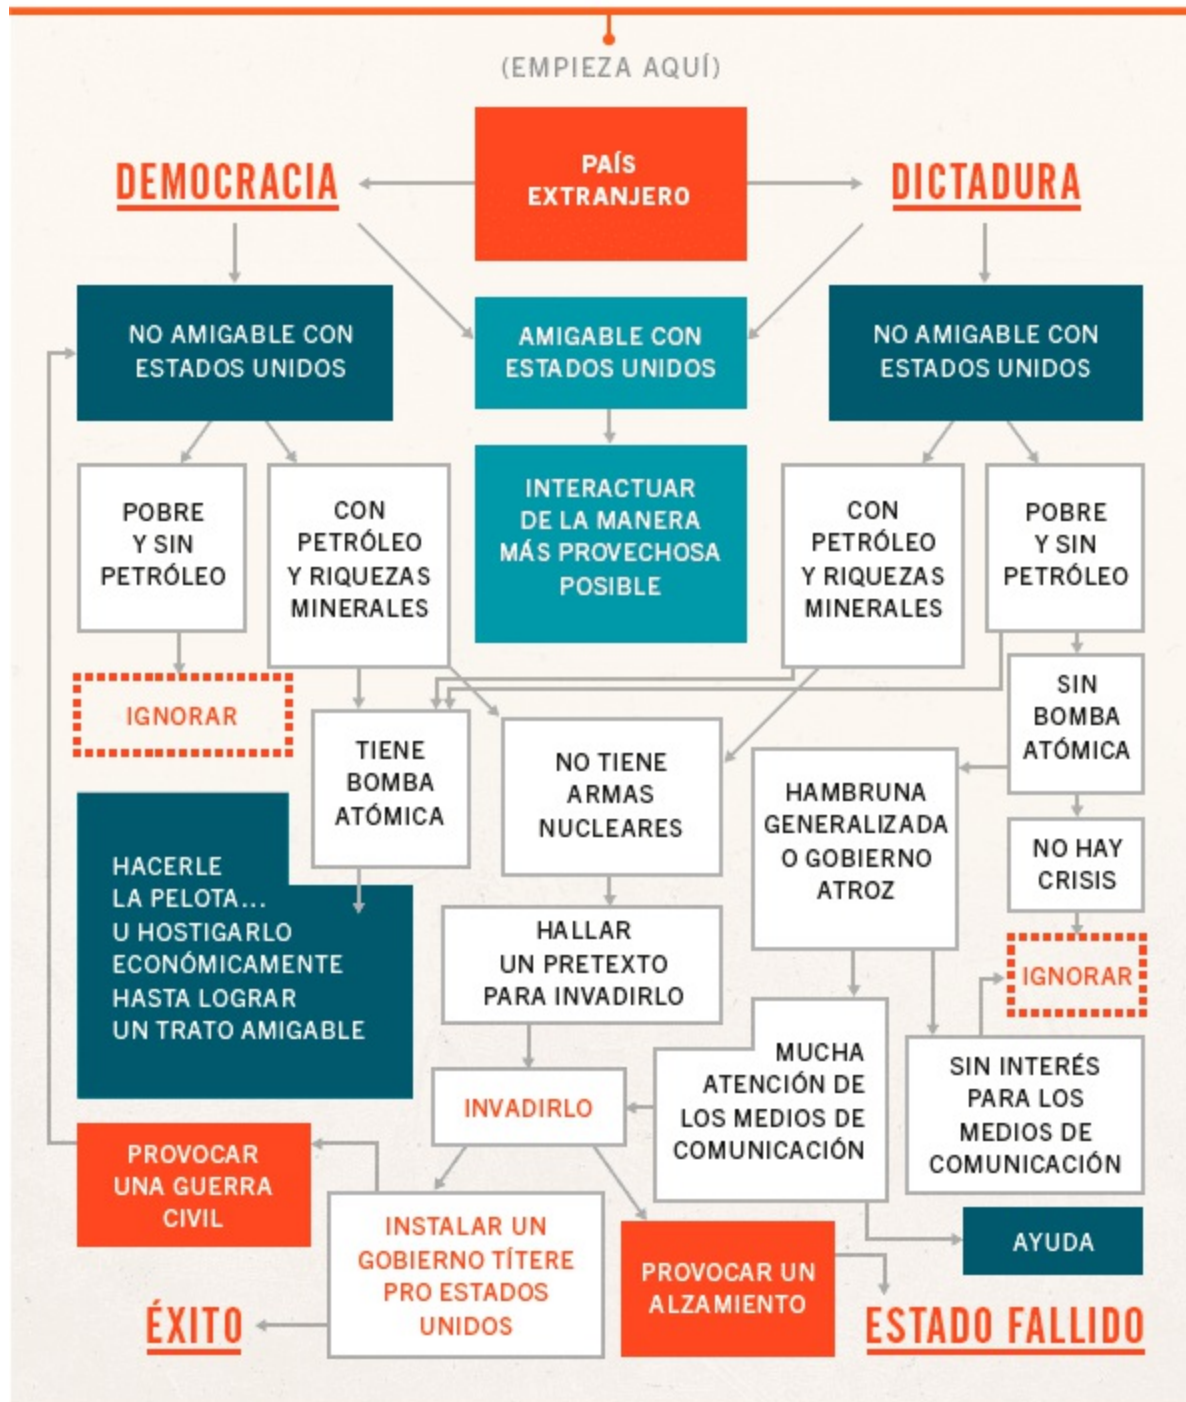 (EMPIEZA AQUÍ)
PAÍS
EXTRANJERO
DEMOCRACIA
DICTADURA
NO AMIGABLE CON
ESTADOS UNIDOS
AMIGABLE CON
ESTADOS UNIDOS
NO AMIGABLE CON
ESTADOS UNIDOS
POBRE
Y SIN
PETRÓLEO
CON
PETRÓLEO
Y RIQUEZAS
MINERALES
INTERACTUAR
DE LA MANERA
MÁS PROVECHOSA
POSIBLE
CON
PETRÓLEO
Y RIQUEZAS
MINERALES
POBRE
Y SIN
PETRÓLEO
IGNORAR
TIENE
BOMBA
ATÓMICA
NO TIENE
ARMAS
NUCLEARES
SIN
BOMBA
ATÓMICA
HAMBRUNA
GENERALIZADA
O GOBIERNO
ATROZ
NO HAY
CRISIS
HACERLE
LA PELOTA...
U HOSTIGARLO
ECONÓMICAMENTE
HASTA LOGRAR
UN TRATO AMIGABLE
HALLAR
UN PRETEXTO
PARA INVADIRLO
IGNORAR
INVADIRLO
MUCHA
ATENCIÓN DE
LOS MEDIOS DE
COMUNICACIÓN
SIN INTERÉS
PARA LOS
MEDIOS DE
COMUNICACIÓN
PROVOCAR
UNA GUERRA
CIVIL
INSTALAR UN
GOBIERNO TÍTERE
PRO ESTADOS
UNIDOS
PROVOCAR UN
ALZAMIENTO
AYUDA
ÉXITO
ESTADO FALLIDO